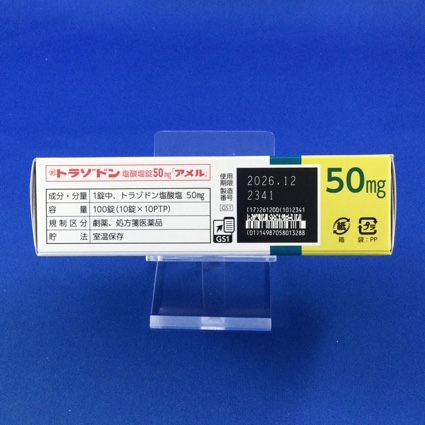 劇 トラゾドン 塩酸塩錠50mg「アメル」
成分・分量 1錠中、トラゾドン塩酸塩 50mg
容量 100錠(10錠×10PTP)
規制区分 劇薬、処方箋医薬品
貯法 室温保存
使用期限 2026.12
製造番号 2341
GS1
(17)261200(10)2341
(01)14987058013288
GS1
50mg
紙
箱
プラ
袋:PP